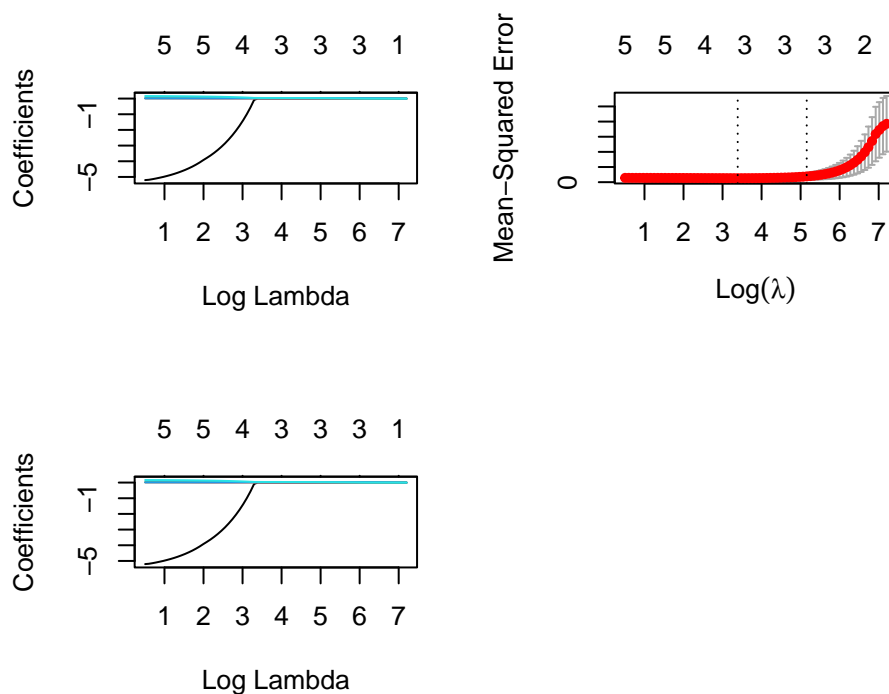 5 5 4 3 3 3 1
Coefficients
−1
−5
1 2 3 4 5 6 7
Log Lambda
5 5 4 3 3 3 2
Mean−Squared Error
0
1 2 3 4 5 6 7
Log(λ)
5 5 4 3 3 3 1
Coefficients
−1
−5
1 2 3 4 5 6 7
Log Lambda